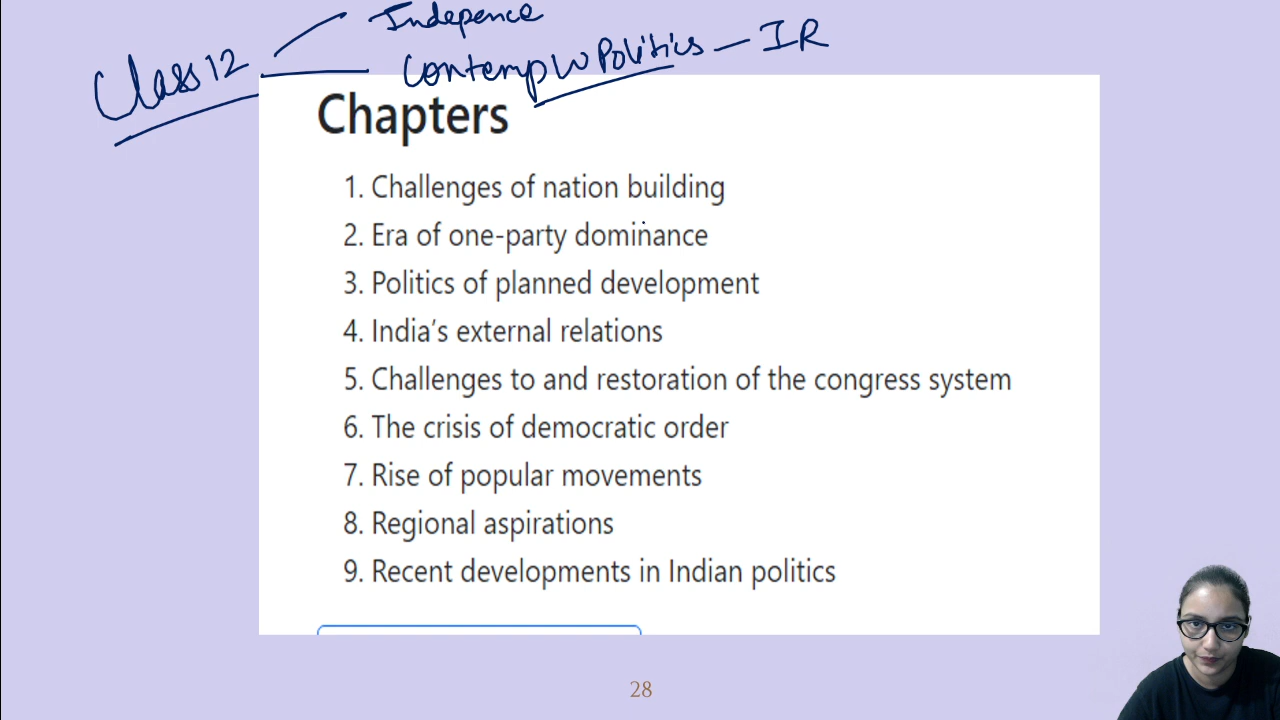 Class 12
Indepence
Contemp W Politics — IR
Chapters
1. Challenges of nation building
2. Era of one-party dominance
3. Politics of planned development
4. India's external relations
5. Challenges to and restoration of the congress system
6. The crisis of democratic order
7. Rise of popular movements
8. Regional aspirations
9. Recent developments in Indian politics
28